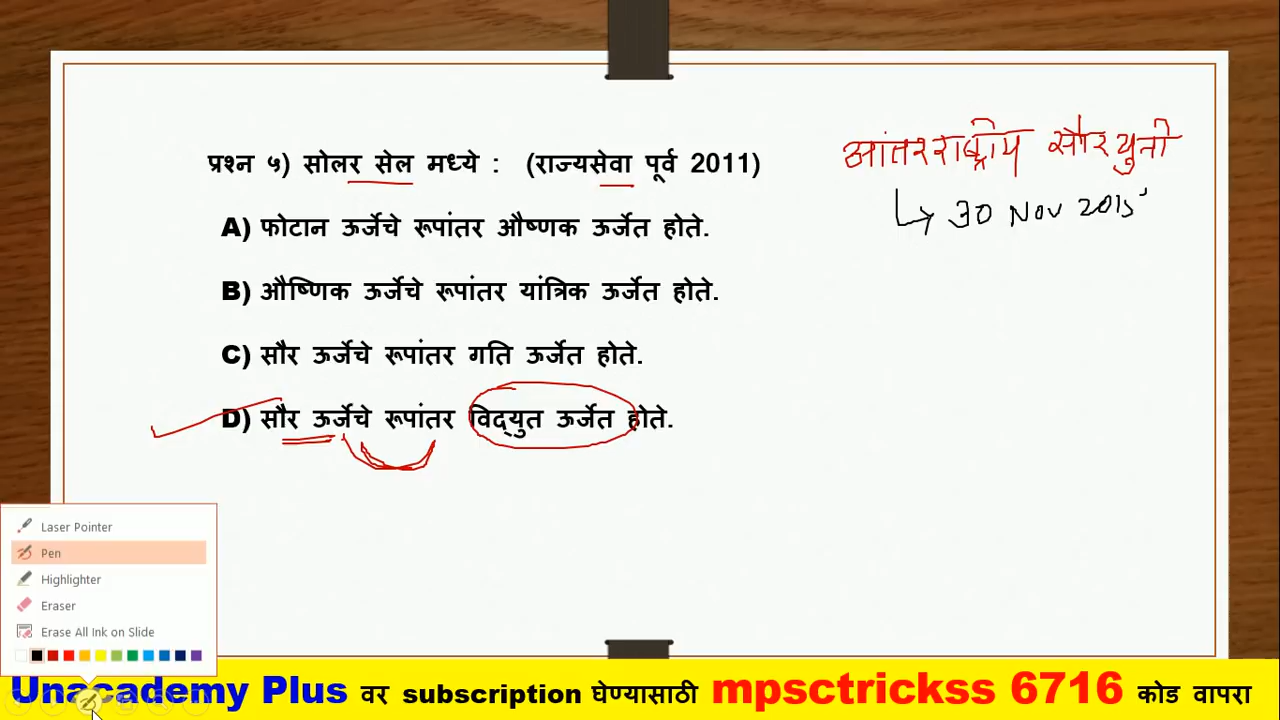 प्रश्न ५) सोलर सेल मध्ये : (राज्यसेवा पूर्व 2011)
A) फोटान ऊर्जेचे रूपांतर औष्णक ऊर्जेत होते.
B) औष्णिक ऊर्जेचे रूपांतर यांत्रिक ऊर्जेत होते.
C) सौर ऊर्जेचे रूपांतर गति ऊर्जेत होते.
D) सौर ऊर्जेचे रूपांतर विद्युत ऊर्जेत होते.
आंतरराष्ट्रीय सौर युती
30 Nov 2015
Laser Pointer
Pen
Highlighter
Eraser
Erase All Ink on Slide
Unacademy Plus वर subscription घेण्यासाठी mpsctrickss 6716 कोड वापरा